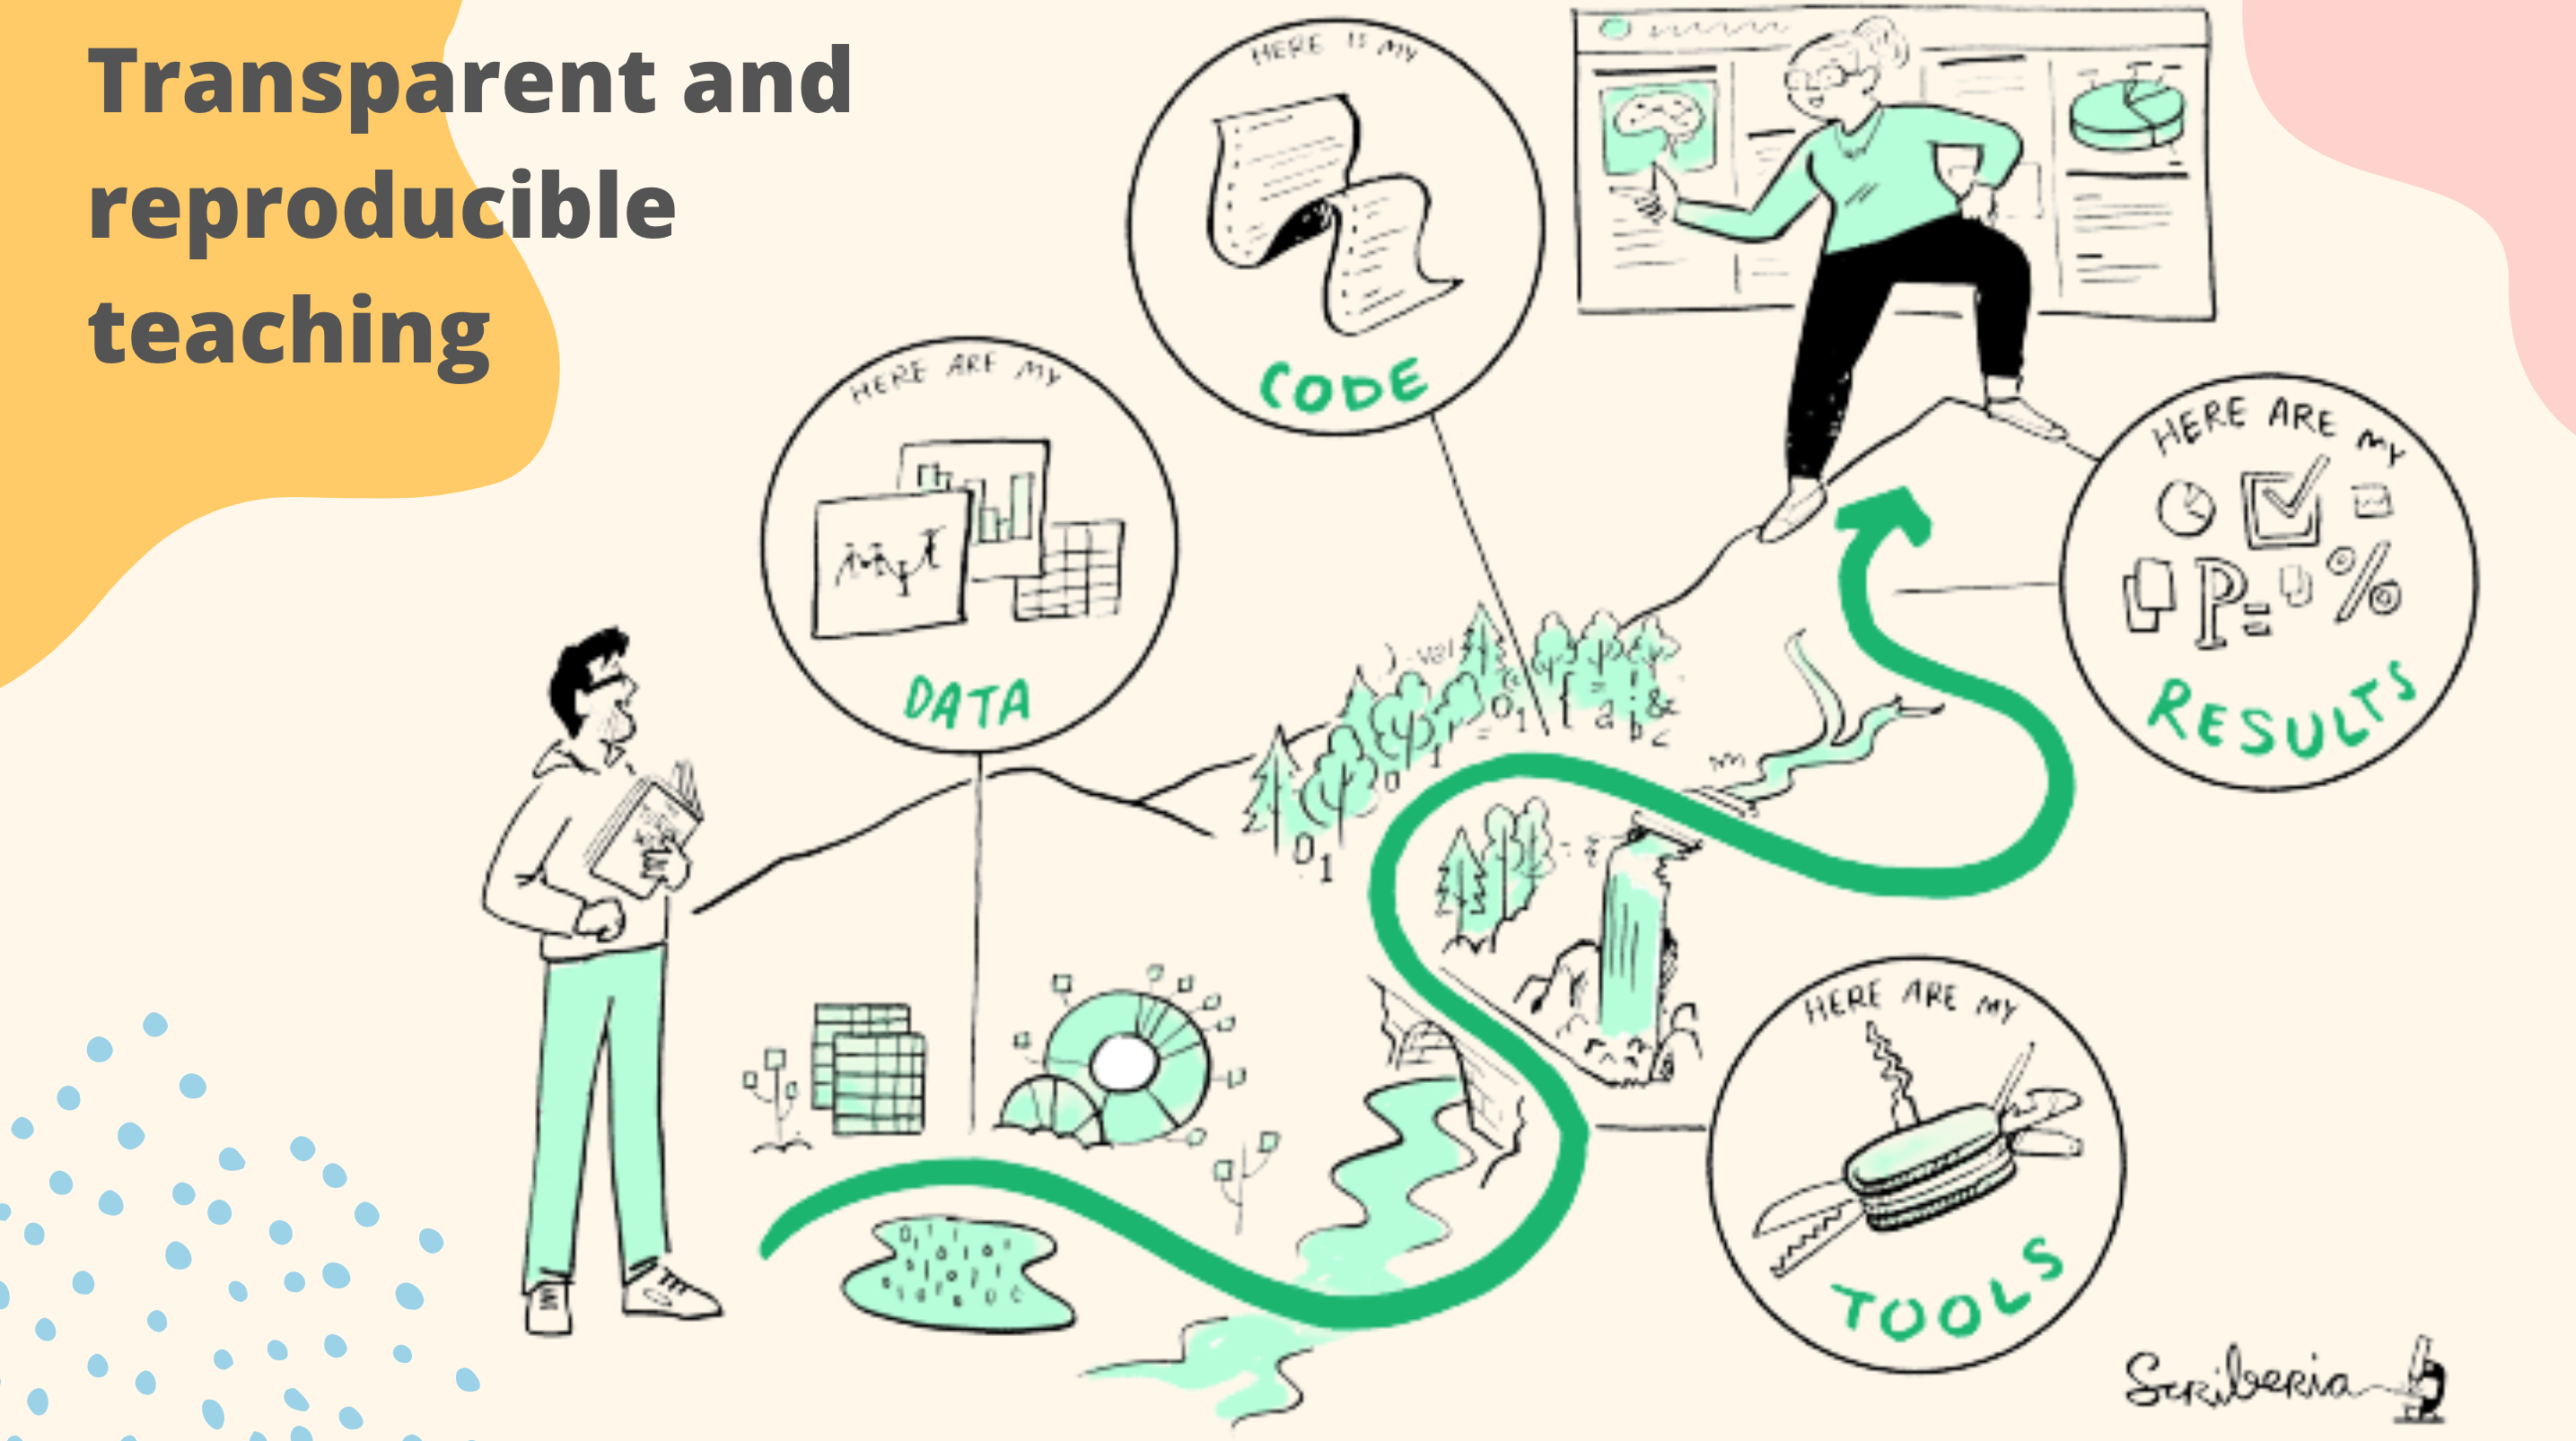 Transparent and
reproducible
teaching
HERE IS MY
CODE
HERE ARE MY
DATA
HERE ARE MY
P=
%
RESULTS
HERE ARE MY
TOOLS
Scriberia